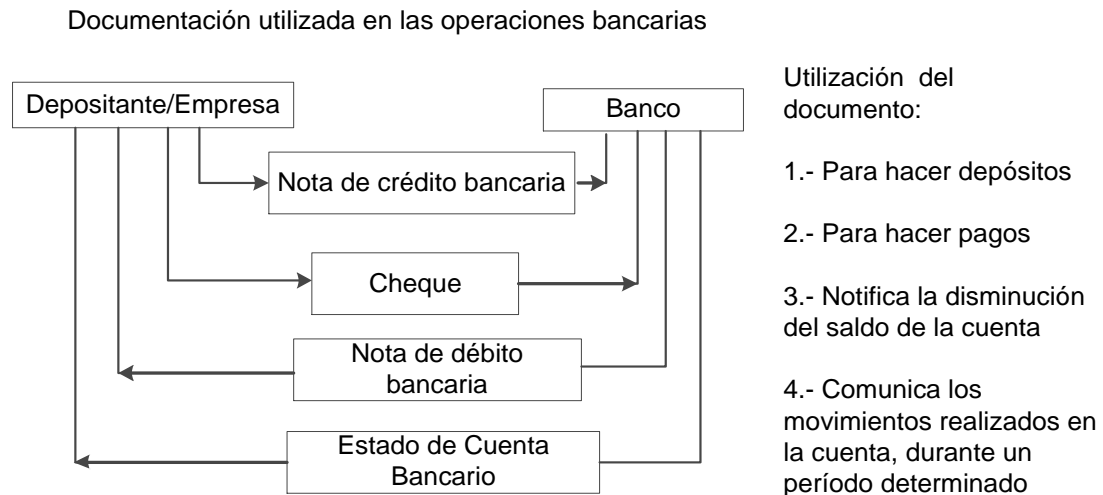 Documentación utilizada en las operaciones bancarias
Depositante/Empresa
Banco
Nota de crédito bancaria
Cheque
Nota de débito
bancaria
Estado de Cuenta
Bancario
Utilización del
documento:
1.- Para hacer depósitos
2.- Para hacer pagos
3.- Notifica la disminución
del saldo de la cuenta
4.- Comunica los
movimientos realizados en
la cuenta, durante un
período determinado